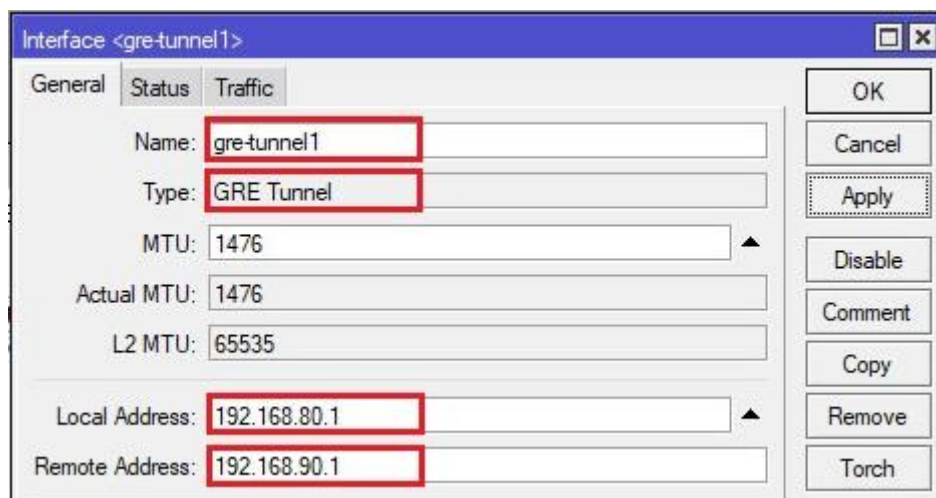 Interface <gre-tunnel1>
General Status Traffic
OK
Name: gre-tunnel1
Cancel
Type: GRE Tunnel
Apply
MTU: 1476
Disable
Actual MTU: 1476
Comment
L2 MTU: 65535
Copy
Local Address: 192.168.80.1
Remove
Remote Address: 192.168.90.1
Torch